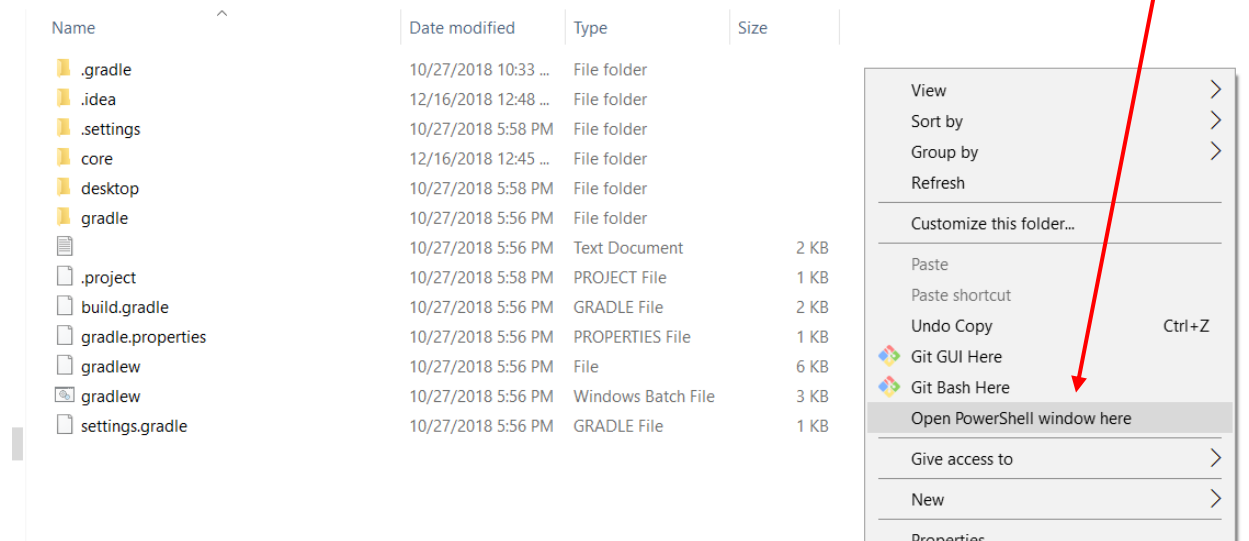 Name Date modified Type Size
.gradle 10/27/2018 10:33 ... File folder
.idea 12/16/2018 12:48 ... File folder
.settings 10/27/2018 5:58 PM File folder
core 12/16/2018 12:45 ... File folder
desktop 10/27/2018 5:58 PM File folder
gradle 10/27/2018 5:56 PM File folder
10/27/2018 5:56 PM Text Document 2 KB
.project 10/27/2018 5:58 PM PROJECT File 1 KB
build.gradle 10/27/2018 5:56 PM GRADLE File 2 KB
gradle.properties 10/27/2018 5:56 PM PROPERTIES File 1 KB
gradlew 10/27/2018 5:56 PM File 6 KB
gradlew 10/27/2018 5:56 PM Windows Batch File 3 KB
settings.gradle 10/27/2018 5:56 PM GRADLE File 1 KB
View
Sort by
Group by
Refresh
Customize this folder...
Paste
Paste shortcut
Undo Copy Ctrl+Z
Git GUI Here
Git Bash Here
Open PowerShell window here
Give access to
New
Properties